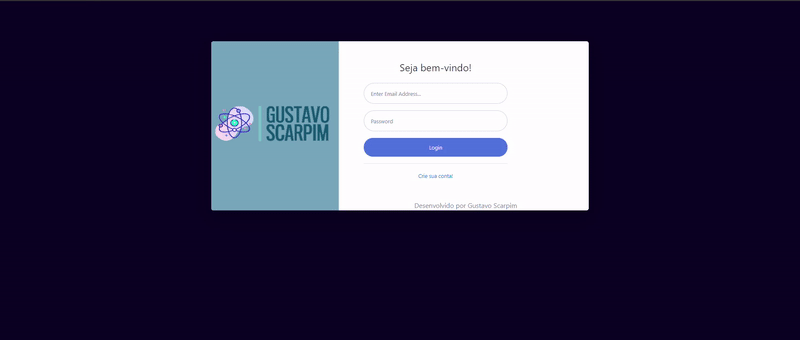 Seja bem-vindo!
Enter Email Address...
GUSTAVO
SCARPIM
Password
Login
Crie sua conta!
Desenvolvido por Gustavo Scarpim